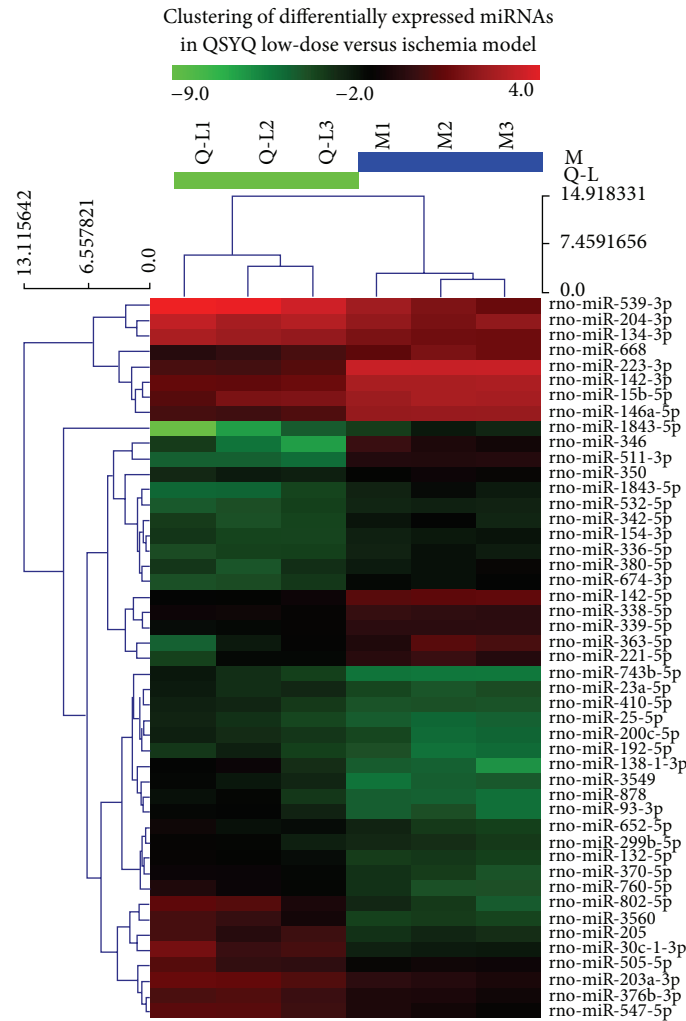 Clustering of differentially expressed miRNAs
in QSYQ low-dose versus ischemia model
−9.0 −2.0 4.0
Q-L1 Q-L2 Q-L3 M1 M2 M3
M
Q-L
14.918331
7.4591656
0.0
13.115642 6.557821 0.0
rno-miR-539-3p
rno-miR-204-3p
rno-miR-134-3p
rno-miR-668
rno-miR-223-3p
rno-miR-142-3p
rno-miR-15b-5p
rno-miR-146a-5p
rno-miR-1843-5p
rno-miR-346
rno-miR-511-3p
rno-miR-350
rno-miR-1843-5p
rno-miR-532-5p
rno-miR-342-5p
rno-miR-154-3p
rno-miR-336-5p
rno-miR-380-5p
rno-miR-674-3p
rno-miR-142-5p
rno-miR-338-5p
rno-miR-339-5p
rno-miR-363-5p
rno-miR-221-5p
rno-miR-743b-5p
rno-miR-23a-5p
rno-miR-410-5p
rno-miR-25-5p
rno-miR-200c-5p
rno-miR-192-5p
rno-miR-138-1-3p
rno-miR-3549
rno-miR-878
rno-miR-93-3p
rno-miR-652-5p
rno-miR-299b-5p
rno-miR-132-5p
rno-miR-370-5p
rno-miR-760-5p
rno-miR-802-5p
rno-miR-3560
rno-miR-205
rno-miR-30c-1-3p
rno-miR-505-5p
rno-miR-203a-3p
rno-miR-376b-3p
rno-miR-547-5p